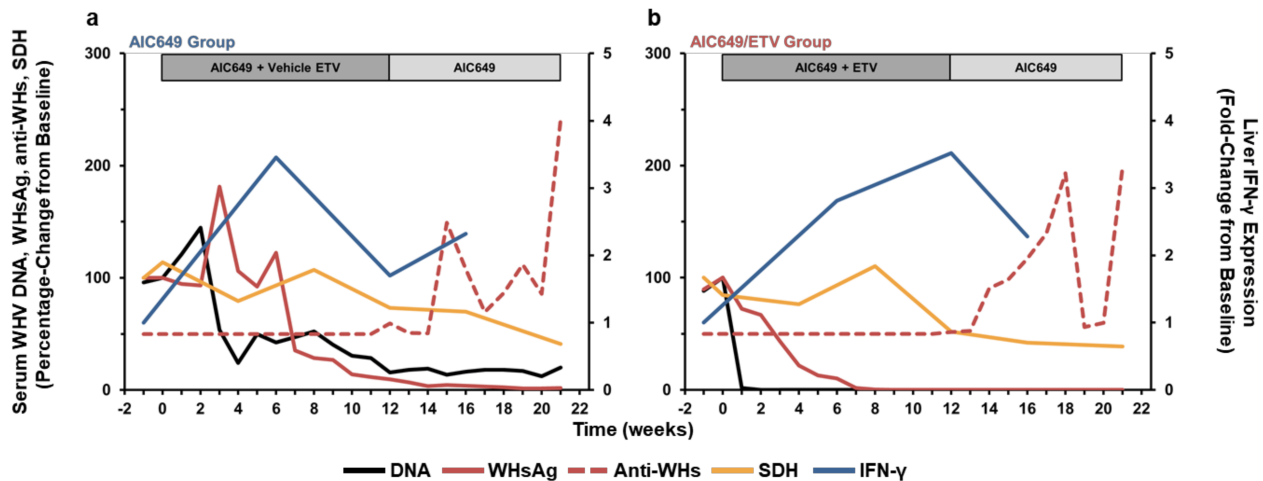 a
b
AIC649 Group
AIC649/ETV Group
AIC649 + Vehicle ETV
AIC649
AIC649 + ETV
AIC649
Serum WHV DNA, WHsAg, anti-WHs, SDH
(Percentage-Change from Baseline)
300
200
100
0
5
4
3
2
1
0
-2 0 2 4 6 8 10 12 14 16 18 20 22
300
200
100
0
5
4
3
2
1
0
-2 0 2 4 6 8 10 12 14 16 18 20 22
Liver IFN-γ Expression
(Fold-Change from Baseline)
Time (weeks)
DNA WHsAg Anti-WHs SDH IFN-γ